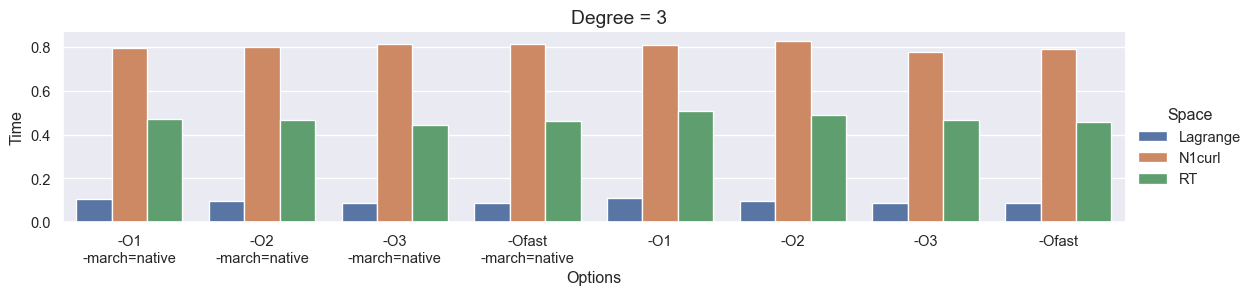 Degree = 3
Time
0.8
0.6
0.4
0.2
0.0
-O1
-march=native
-O2
-march=native
-O3
-march=native
-Ofast
-march=native
-O1
-O2
-O3
-Ofast
Options
Space
Lagrange
N1curl
RT